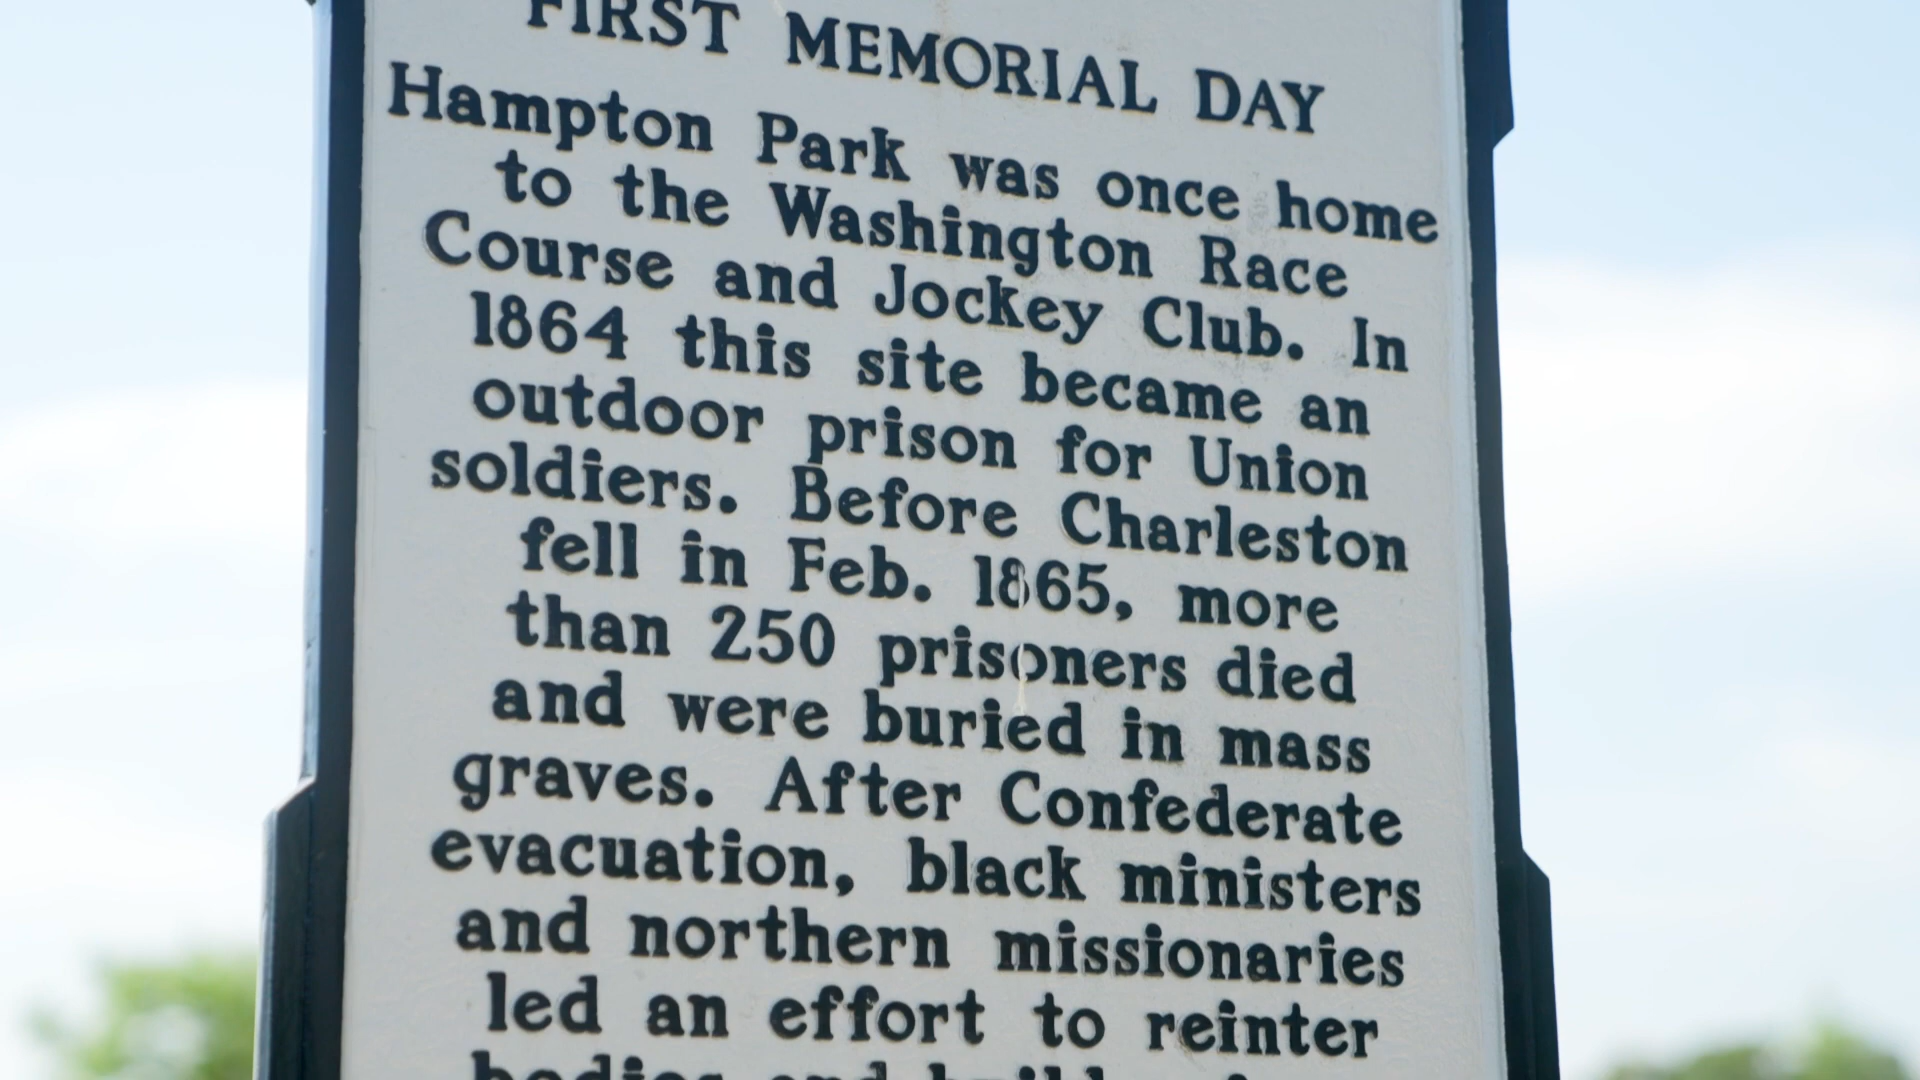 FIRST MEMORIAL DAY
Hampton Park was once home
to the Washington Race
Course and Jockey Club. In
1864 this site became an
outdoor prison for Union
soldiers. Before Charleston
fell in Feb. 1865, more
than 250 prisoners died
and were buried in mass
graves. After Confederate
evacuation, black ministers
and northern missionaries
led an effort to reinter
bodies and build